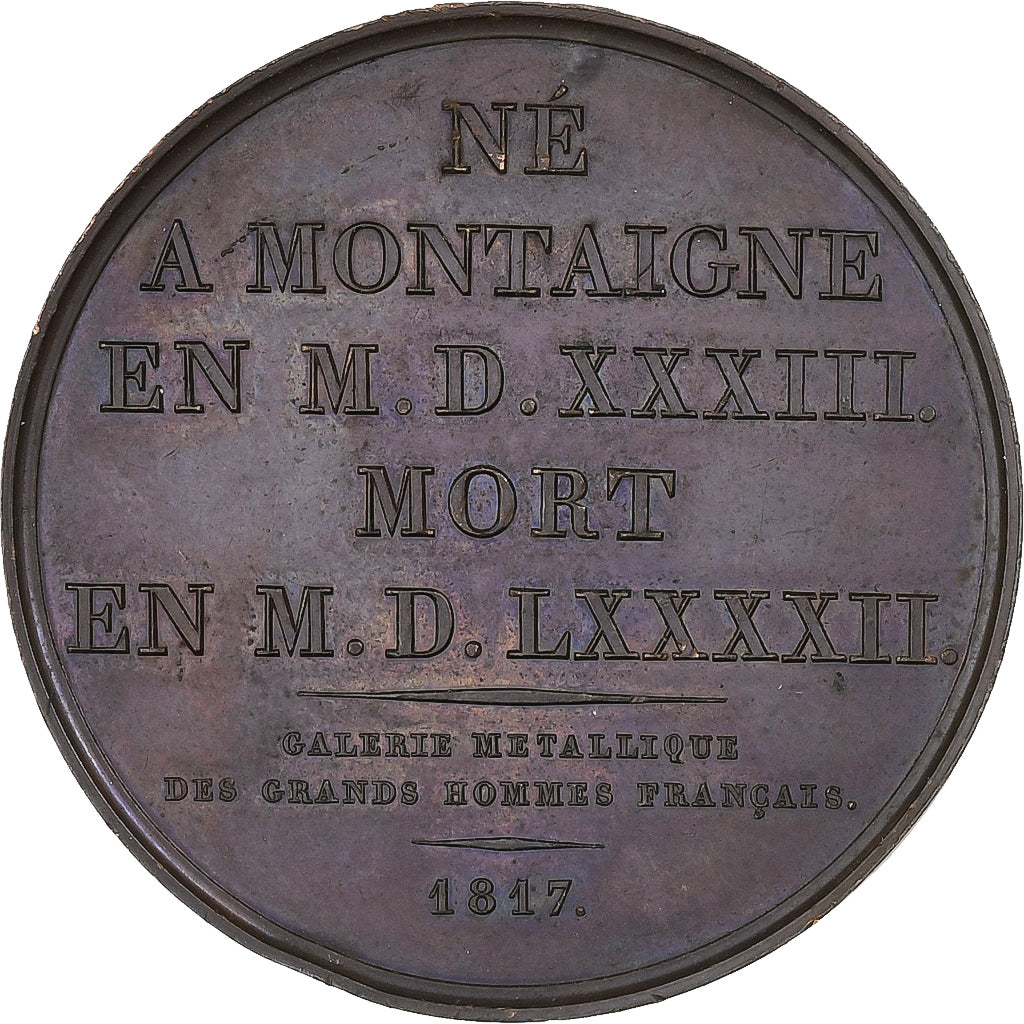 NÉ
A MONTAIGNE
EN M.D.XXXIII.
MORT
EN M.D.LXXXXII.
GALERIE METALLIQUE
DES GRANDS HOMMES FRANÇAIS.
1817.